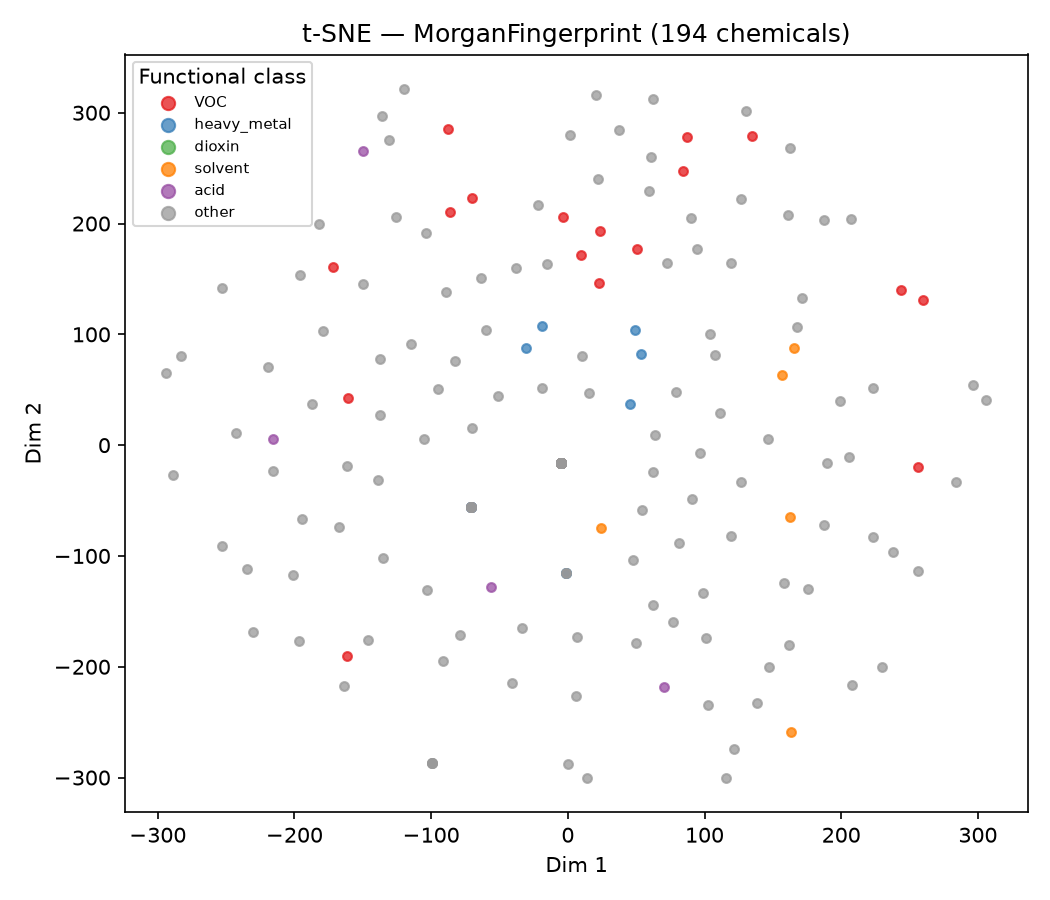 t-SNE — MorganFingerprint (194 chemicals)
Functional class
VOC
heavy_metal
dioxin
solvent
acid
other
300
200
100
0
−100
−200
−300
Dim 2
−300 −200 −100 0 100 200 300
Dim 1